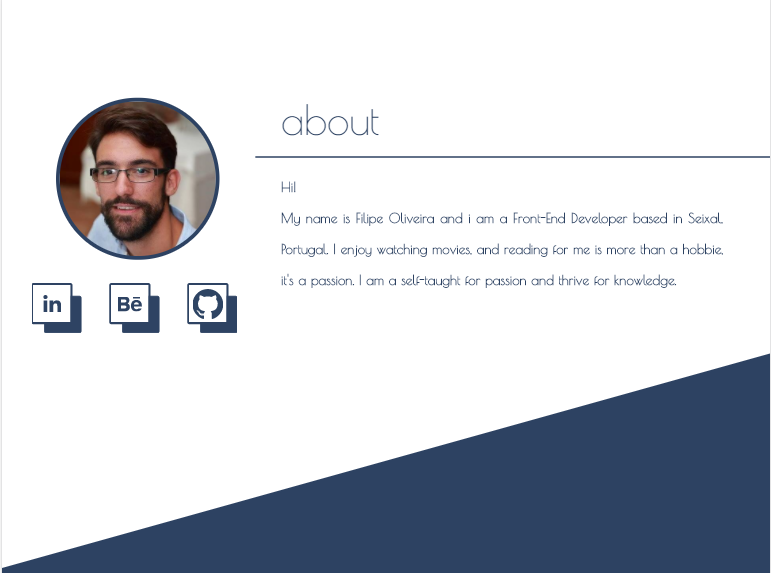 about
Hi!
My name is Filipe Oliveira and i am a Front-End Developer based in Seixal,
Portugal. I enjoy watching movies, and reading for me is more than a hobbie,
it's a passion. I am a self-taught for passion and thrive for knowledge.
in
Bē